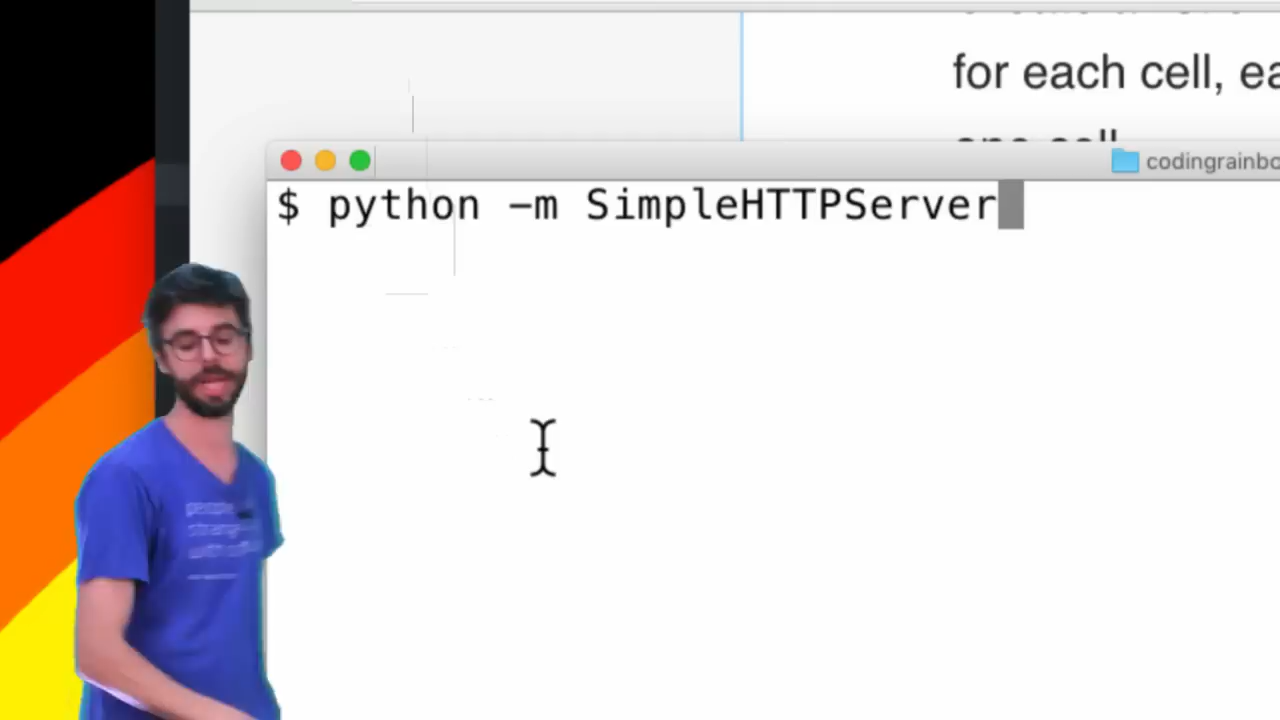 for each cell, ea
codingrainbo
$ python -m SimpleHTTPServer